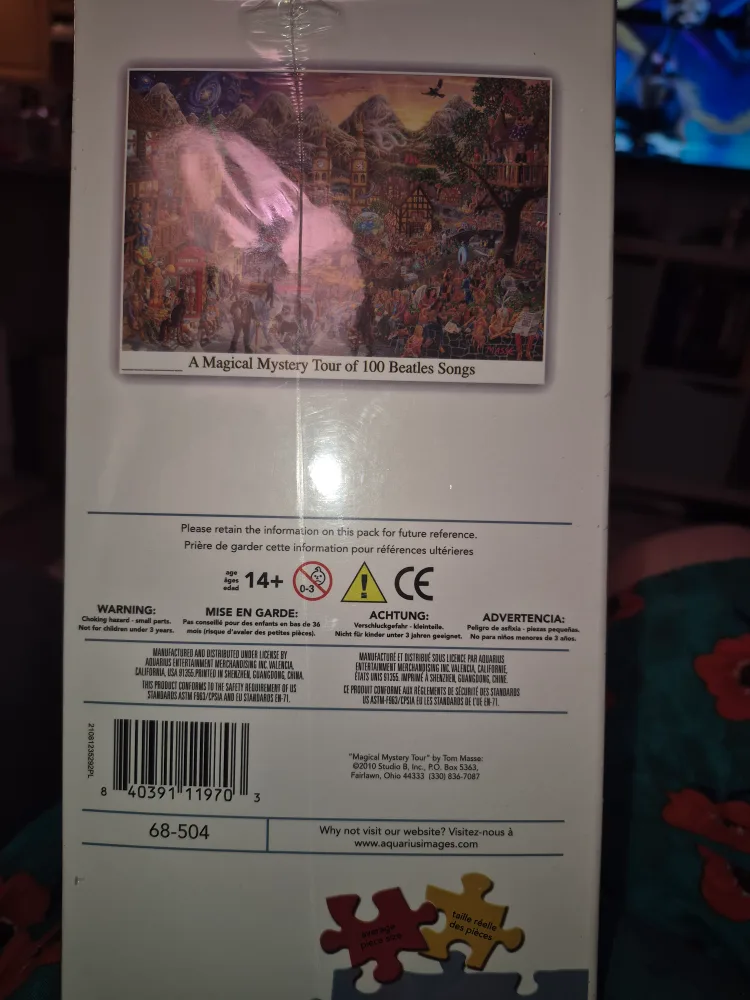 MASSE
A Magical Mystery Tour of 100 Beatles Songs
Please retain the information on this pack for future reference.
Prière de garder cette information pour références ultérieures
age
âges
eded
14+
0-3
CE
WARNING:
Choking hazard - small parts.
Not for children under 3 years.
MISE EN GARDE:
Pas conseillé pour des enfants en bas de 36
mois (risque d'avaler des petites pièces).
ACHTUNG:
Verschluckgefahr - kleinteile.
Nicht für kinder unter 3 jahren geeignet.
ADVERTENCIA:
Peligro de asfixia - piezas pequeñas.
No para niños menores de 3 años.
MANUFACTURED AND DISTRIBUTED UNDER LICENSE BY
AQUARIUS ENTERTAINMENT MERCHANDISING INC. VALENCIA,
CALIFORNIA, USA 91355.PRINTED IN SHENZHEN, GUANGDONG, CHINA.
THIS PRODUCT CONFORMS TO THE SAFETY REQUIREMENT OF US
STANDARDS ASTM F963/CPSIA AND EU STANDARDS EN-71.
MANUFACTURÉ ET DISTRIBUÉ SOUS LICENCE PAR AQUARIUS
ENTERTAINMENT MERCHANDISING INC. VALENCIA, CALIFORNIE,
ÉTATS UNIS 91355. IMPRIMÉ À SHENZHEN, GUANGDONG, CHINE.
CE PRODUIT CONFORME AUX RÉGLEMENTS DE SÉCURITÉ DES STANDARDS
US ASTM-F963/CPSIA EU LES STANDARDS DE L'UE EN-71.
21081235292PL
8 40391 11970 3
"Magical Mystery Tour" by Tom Masse:
©2010 Studio B, Inc., P.O. Box 5363,
Fairlawn, Ohio 44333 (330) 836-7087
68-504
Why not visit our website? Visitez-nous à
www.aquariusimages.com
average
piece size
taille réelle
des pièces